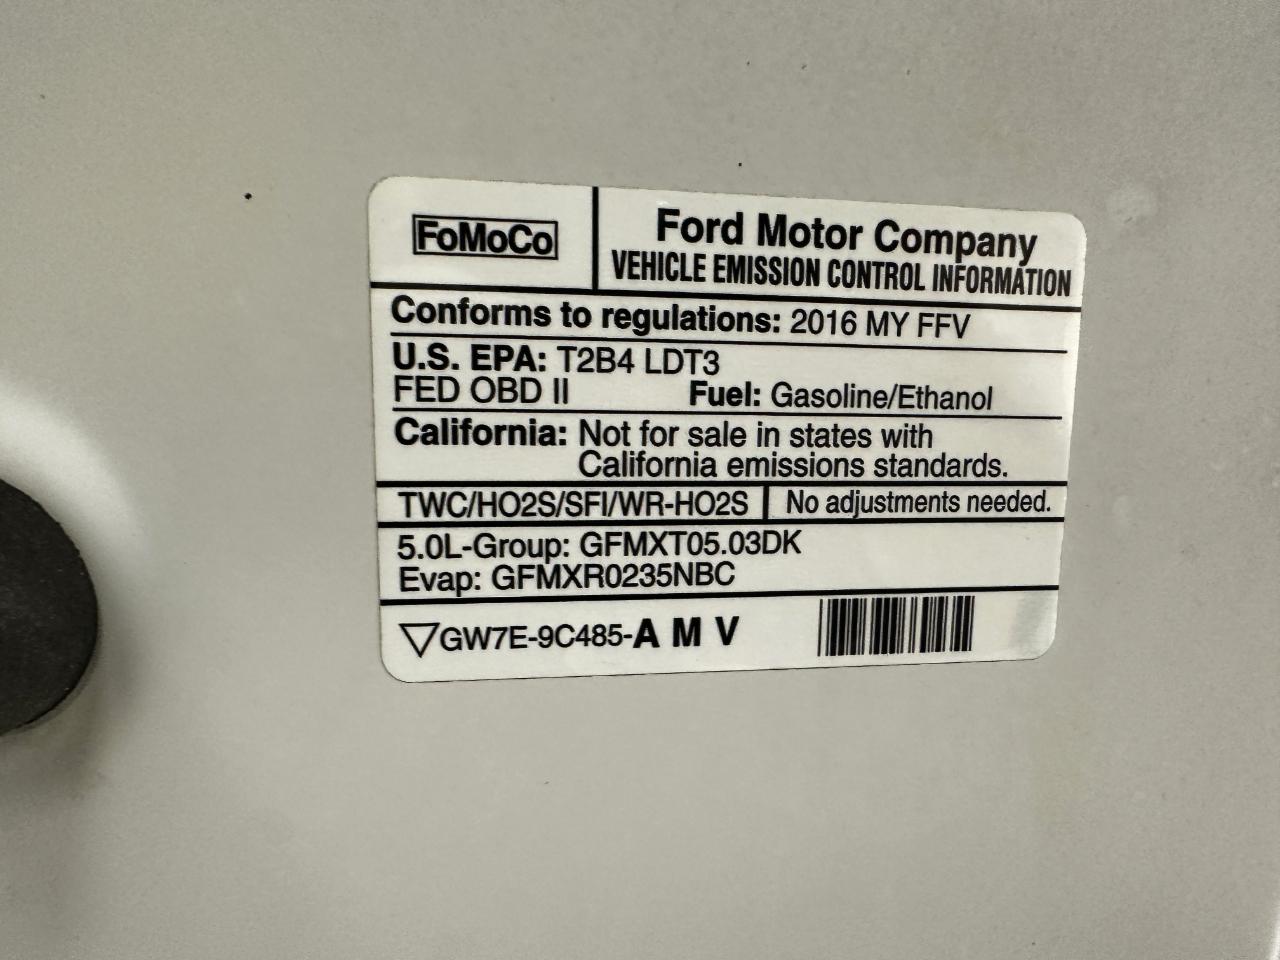 FoMoCo
Ford Motor Company
VEHICLE EMISSION CONTROL INFORMATION
Conforms to regulations: 2016 MY FFV
U.S. EPA: T2B4 LDT3
FED OBD II Fuel: Gasoline/Ethanol
California: Not for sale in states with
California emissions standards.
TWC/HO2S/SFI/WR-HO2S No adjustments needed.
5.0L-Group: GFMXT05.03DK
Evap: GFMXR0235NBC
GW7E-9C485-A M V